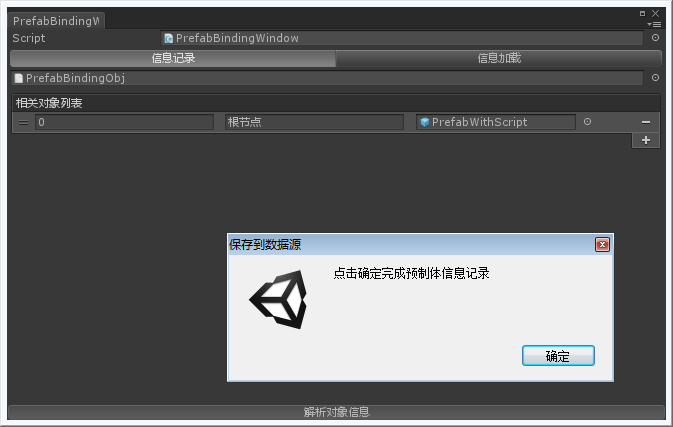 PrefabBindingW
Script PrefabBindingWindow
信息记录 信息加载
PrefabBindingObj
相关对象列表
0 根节点 PrefabWithScript
保存到数据源
点击确定完成预制体信息记录
确定
解析对象信息